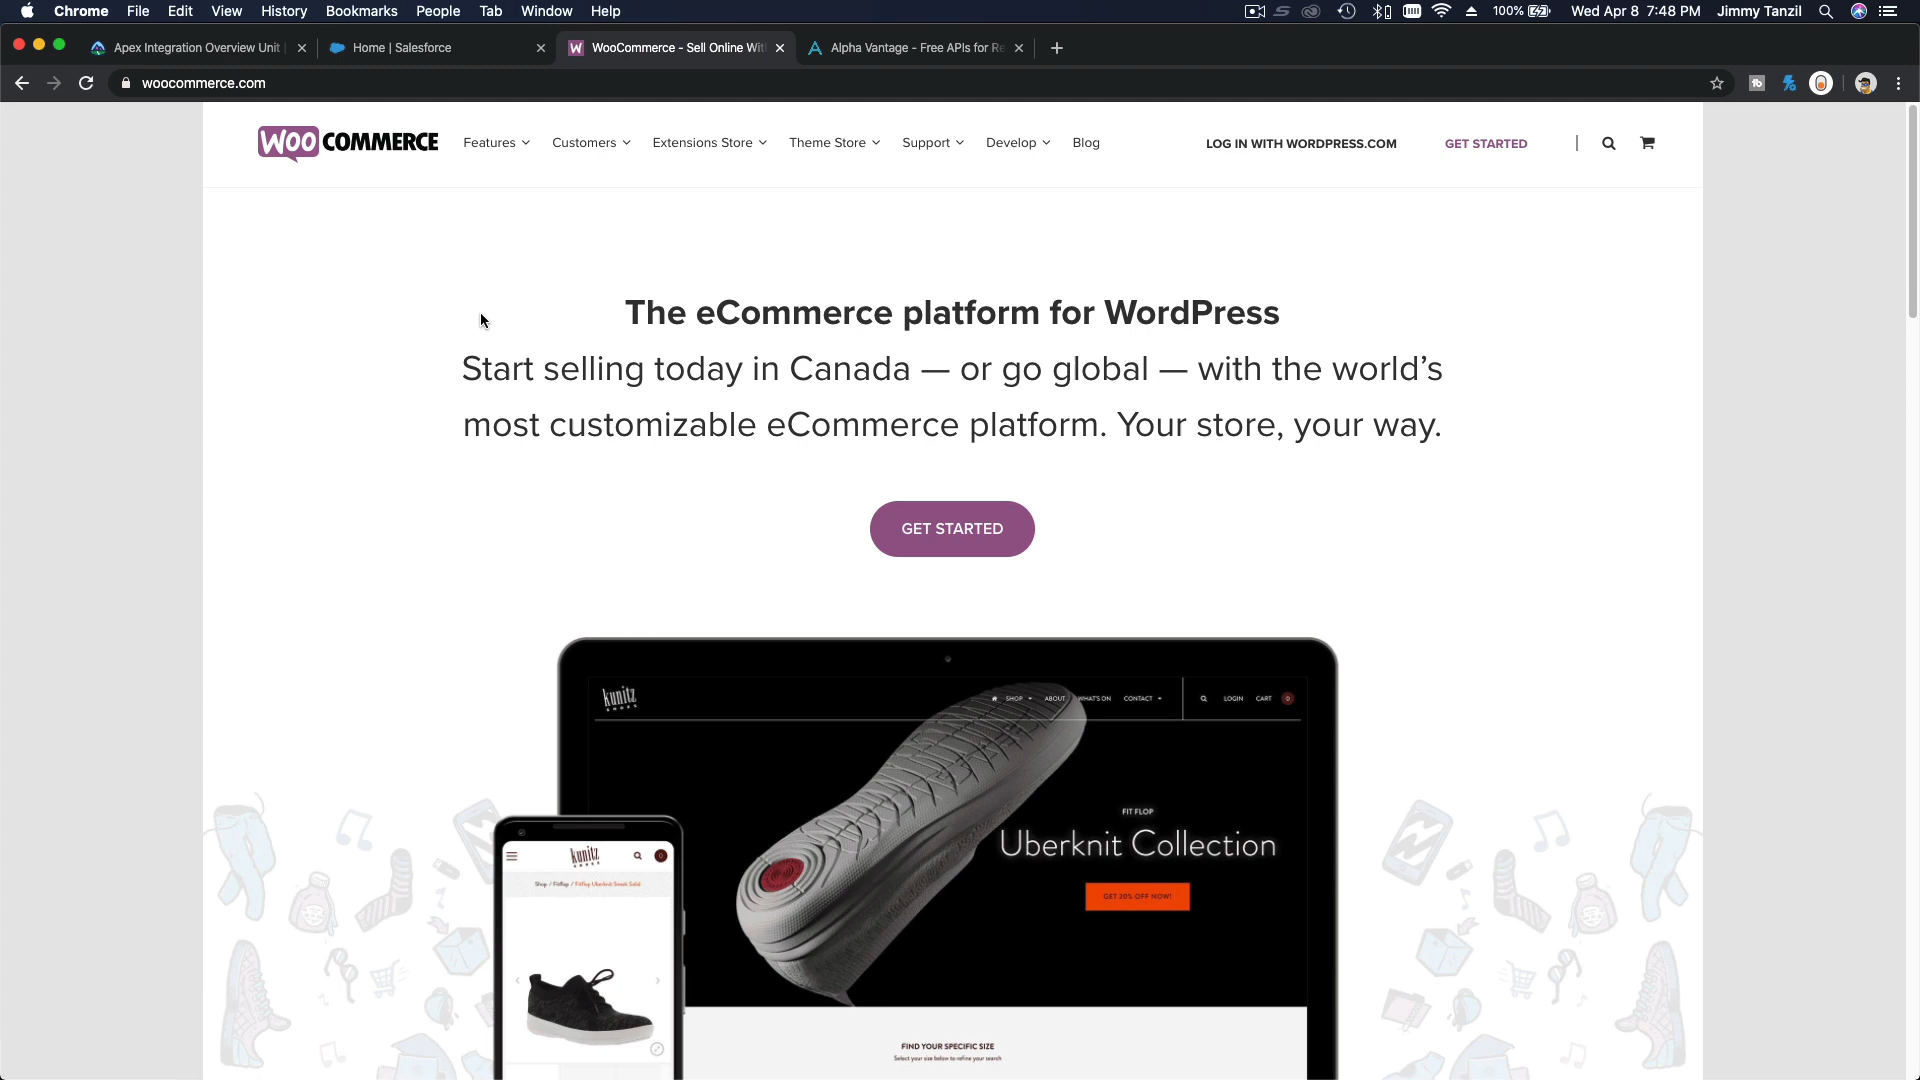 Chrome File Edit View History Bookmarks People Tab Window Help
100% Wed Apr 8 7:48 PM Jimmy Tanzil
Apex Integration Overview Unit
Home | Salesforce
WooCommerce - Sell Online Wit
Alpha Vantage - Free APIs for Re
woocommerce.com
WOOCOMMERCE
Features Customers Extensions Store Theme Store Support Develop Blog
LOG IN WITH WORDPRESS.COM GET STARTED
The eCommerce platform for WordPress
Start selling today in Canada — or go global — with the world’s
most customizable eCommerce platform. Your store, your way.
GET STARTED
kunitz
SHOES
SHOP ABOUT WHAT'S ON CONTACT LOGIN CART 0
FIT FLOP
Uberknit Collection
GET 20% OFF NOW!
kunitz
SHOES
Shop / Fitflop / Fitflop Uberknit Sneak Solid
FIND YOUR SPECIFIC SIZE
Select your size below to refine your search